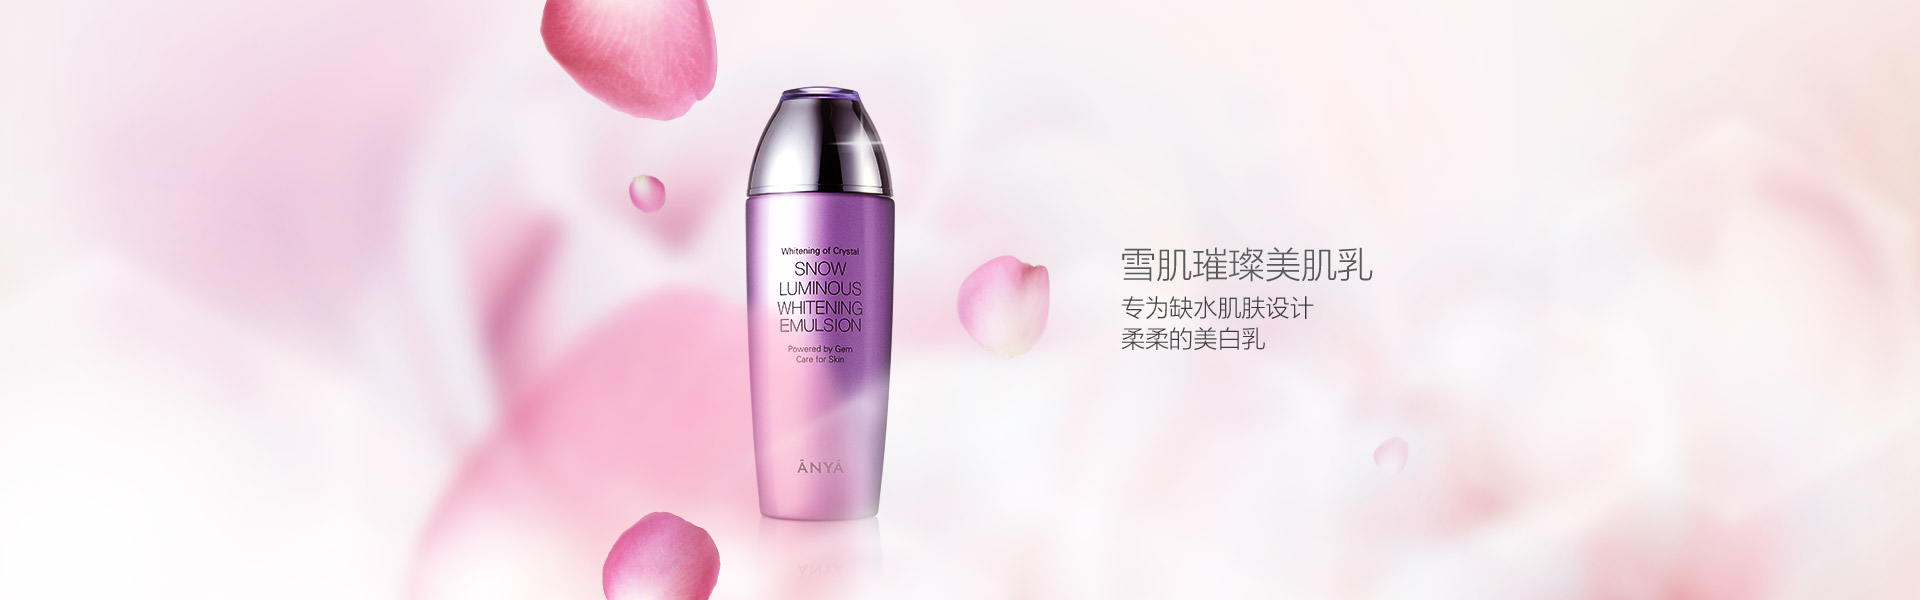 Whitening of Crystal
SNOW
LUMINOUS
WHITENING
EMULSION
Powered by Gem
Care for Skin
ĀNYĀ
雪肌璀璨美肌乳
专为缺水肌肤设计
柔柔的美白乳